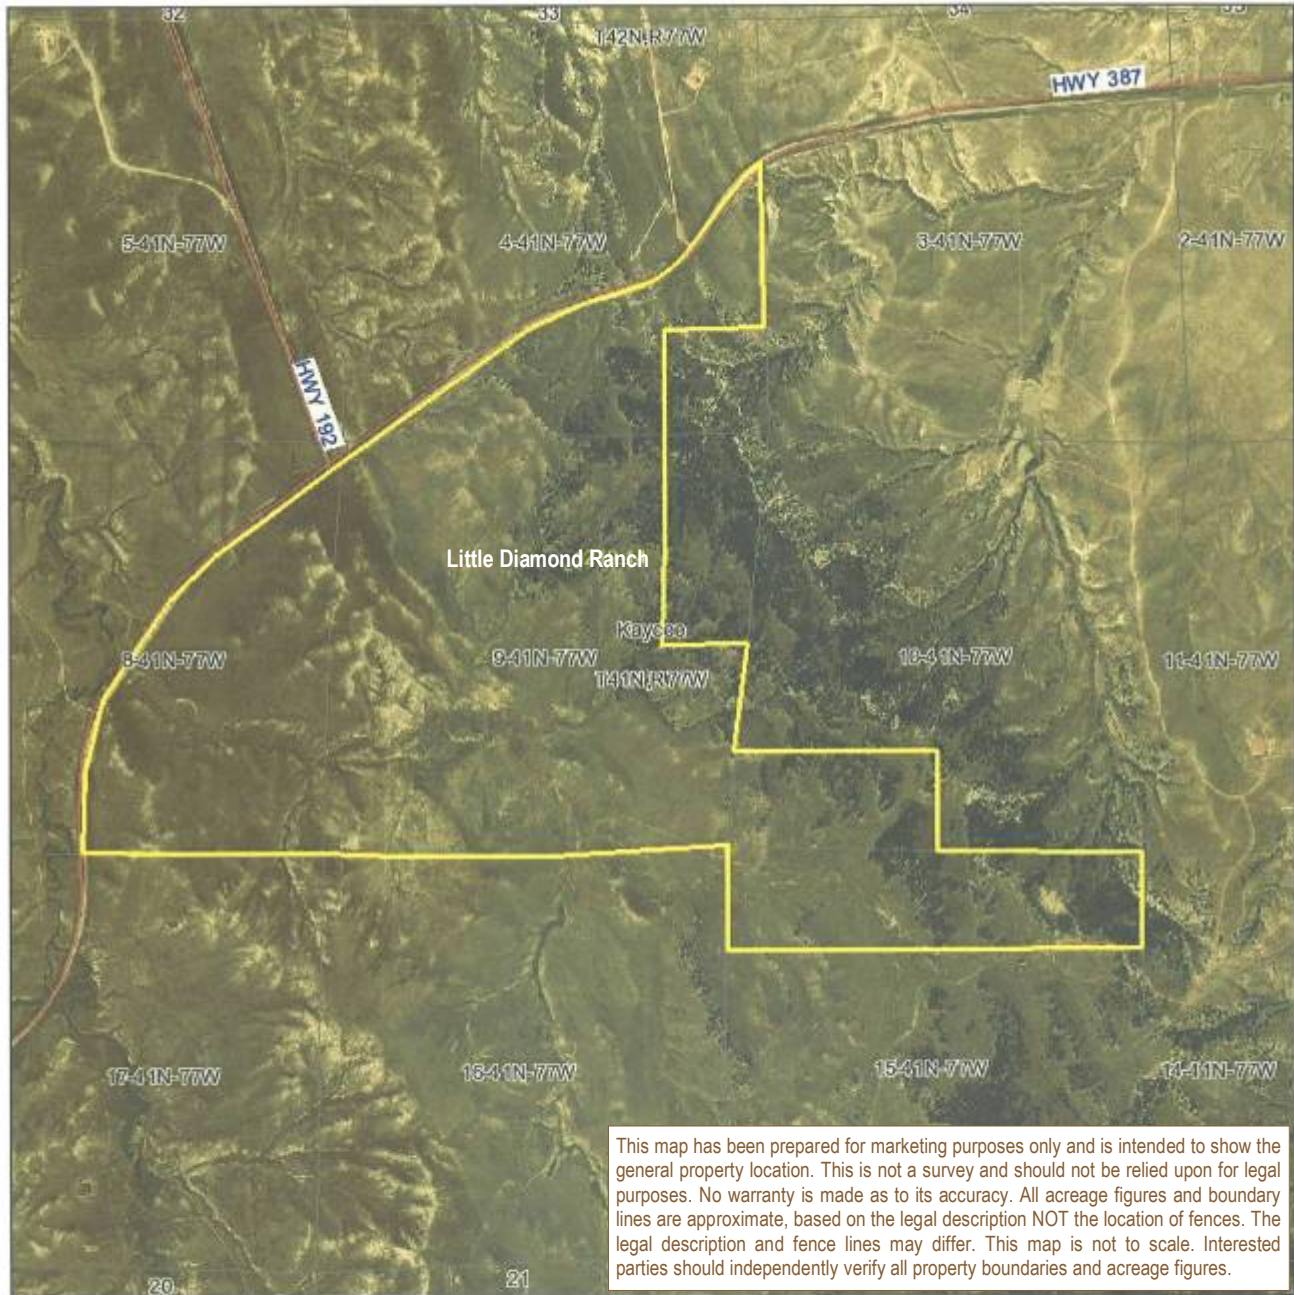 32
33
34
35
T42N,R77W
HWY 387
5-41N-77W
4-41N-77W
3-41N-77W
2-41N-77W
HWY 192
Little Diamond Ranch
Kaycee
8-41N-77W
9-41N-77W
10-41N-77W
11-41N-77W
T41N,R77W
17-41N-77W
16-41N-77W
15-41N-77W
14-41N-77W
This map has been prepared for marketing purposes only and is intended to show the
general property location. This is not a survey and should not be relied upon for legal
purposes. No warranty is made as to its accuracy. All acreage figures and boundary
lines are approximate, based on the legal description NOT the location of fences. The
legal description and fence lines may differ. This map is not to scale. Interested
parties should independently verify all property boundaries and acreage figures.
20
21